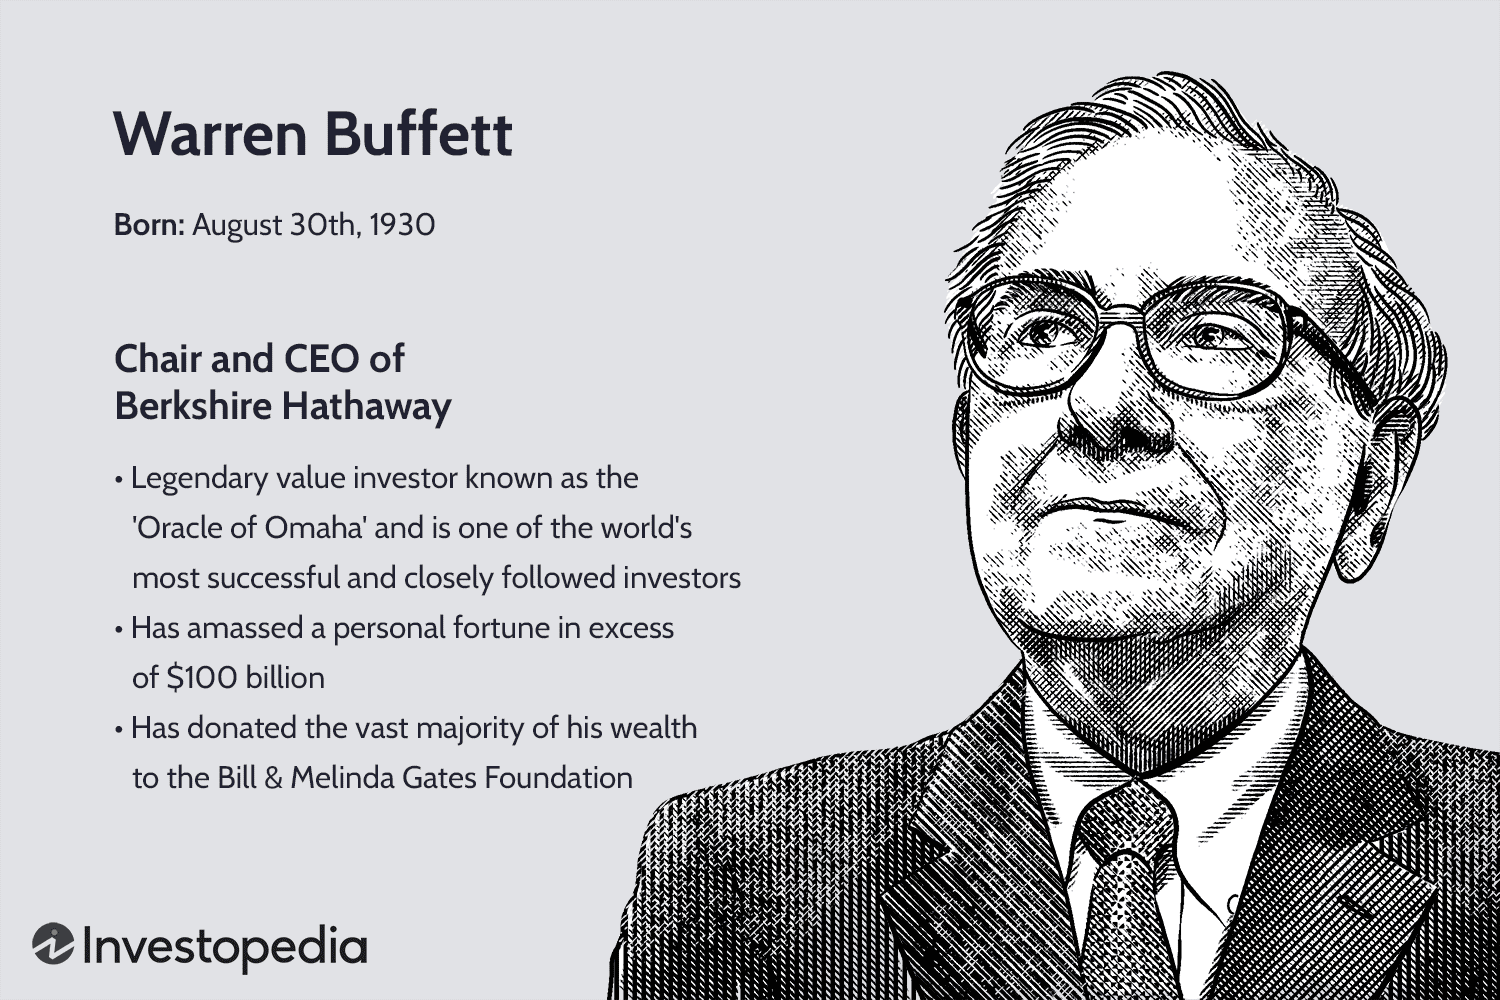 Warren Buffett
Born: August 30th, 1930
Chair and CEO of
Berkshire Hathaway
• Legendary value investor known as the
'Oracle of Omaha' and is one of the world's
most successful and closely followed investors
• Has amassed a personal fortune in excess
of $100 billion
• Has donated the vast majority of his wealth
to the Bill & Melinda Gates Foundation
Investopedia